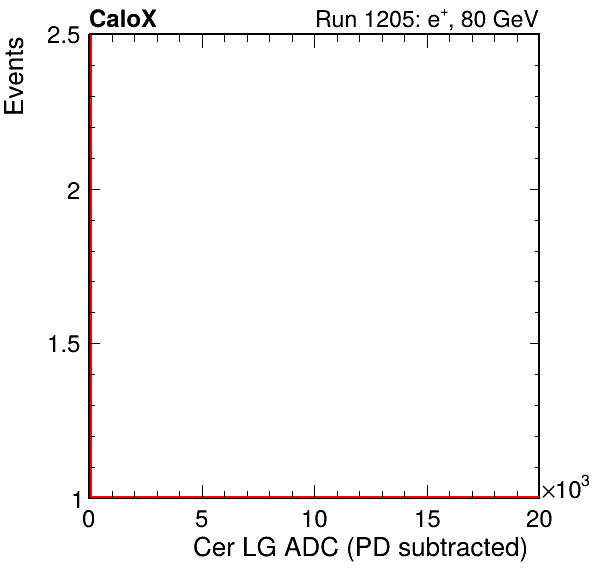 CaloX Run 1205: e⁺, 80 GeV
Events
2.5
2
1.5
1
0 5 10 15 20
×10³
Cer LG ADC (PD subtracted)